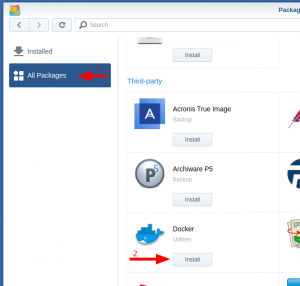 Packag
Search
Installed
All Packages
Install
Third-party
Acronis True Image
Backup
Install
P5
Archiware P5
Backup
Install
Docker
Utilities
2
Install